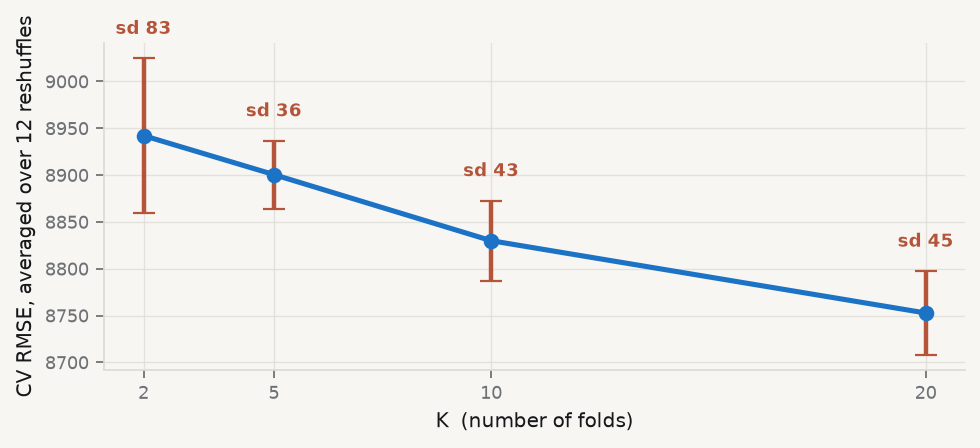 CV RMSE, averaged over 12 reshuffles
9000
8950
8900
8850
8800
8750
8700
sd 83
sd 36
sd 43
sd 45
2
5
10
20
K (number of folds)